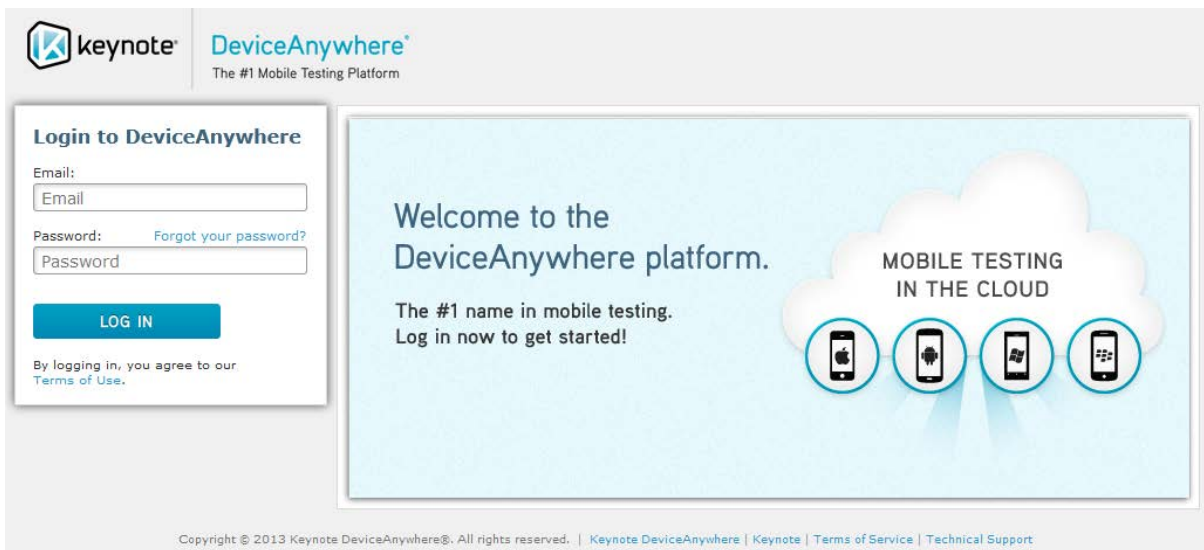 keynote®
DeviceAnywhere®
The #1 Mobile Testing Platform
Login to DeviceAnywhere
Email:
Email
Password: Forgot your password?
Password
LOG IN
By logging in, you agree to our
Terms of Use.
Welcome to the
DeviceAnywhere platform.
The #1 name in mobile testing.
Log in now to get started!
MOBILE TESTING
IN THE CLOUD
Copyright © 2013 Keynote DeviceAnywhere®. All rights reserved. | Keynote DeviceAnywhere | Keynote | Terms of Service | Technical Support